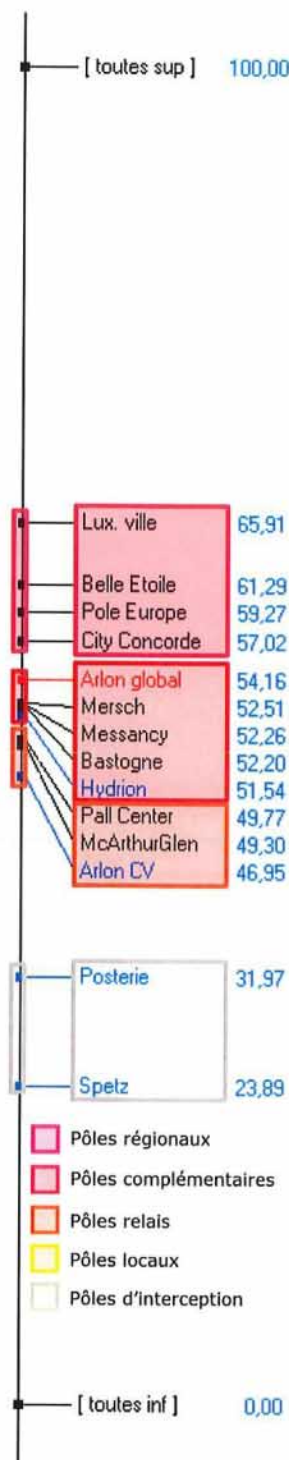 [ toutes sup ] 100,00
Lux. ville 65,91
Belle Etoile 61,29
Pole Europe 59,27
City Concorde 57,02
Arlon global 54,16
Mersch 52,51
Messancy 52,26
Bastogne 52,20
Hydrion 51,54
Pall Center 49,77
McArthurGlen 49,30
Arlon CV 46,95
Posterie 31,97
Spetz 23,89
Pôles régionaux
Pôles complémentaires
Pôles relais
Pôles locaux
Pôles d'interception
[ toutes inf ] 0,00